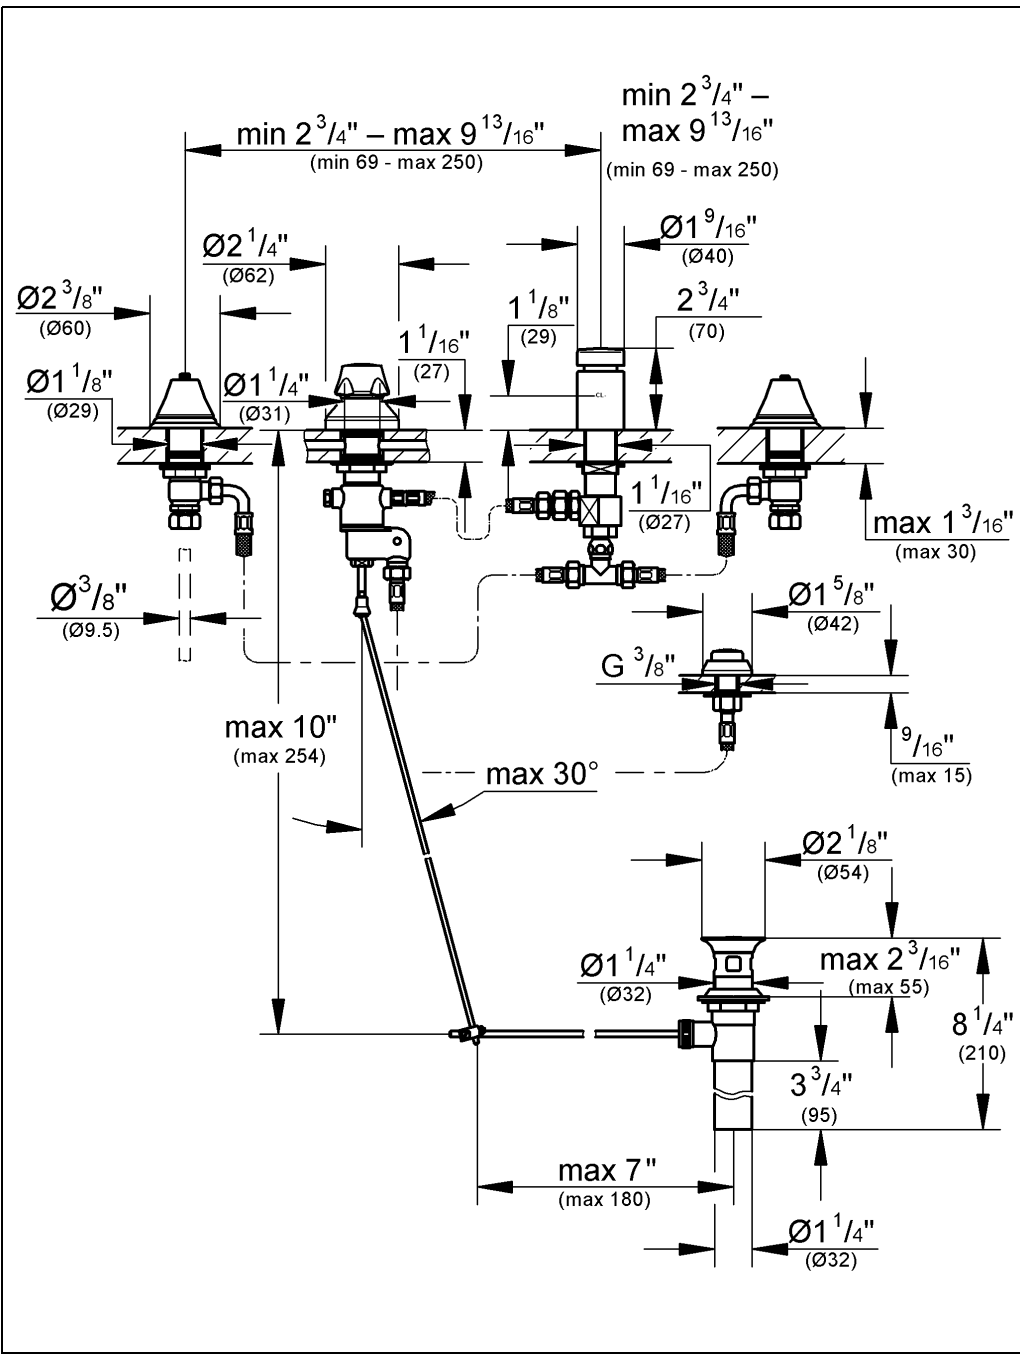 min 2 3/4" –
max 9 13/16"
(min 69 - max 250)
min 2 3/4" – max 9 13/16"
(min 69 - max 250)
Ø1 9/16"
(Ø40)
Ø2 1/4"
(Ø62)
Ø2 3/8"
(Ø60)
1 1/8"
(29)
2 3/4"
(70)
1 1/16"
(27)
Ø1 1/8"
(Ø29)
Ø1 1/4"
(Ø31)
CL.
1 1/16"
(Ø27)
max 1 3/16"
(max 30)
Ø3/8"
(Ø9.5)
Ø1 5/8"
(Ø42)
G 3/8"
max 10"
(max 254)
9/16"
(max 15)
max 30°
Ø2 1/8"
(Ø54)
Ø1 1/4"
(Ø32)
max 2 3/16"
(max 55)
8 1/4"
(210)
3 3/4"
(95)
max 7"
(max 180)
Ø1 1/4"
(Ø32)